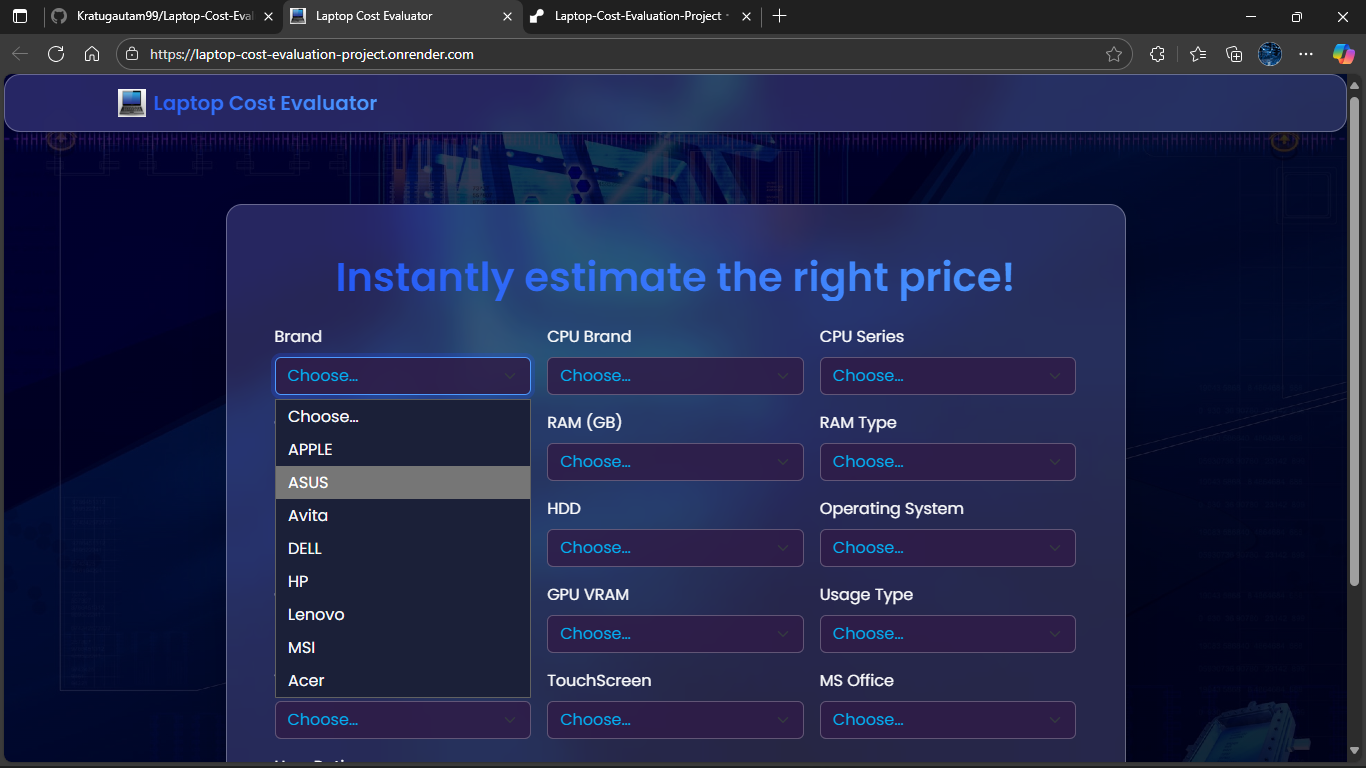 Kratugautam99/Laptop-Cost-Eval
Laptop Cost Evaluator
Laptop-Cost-Evaluation-Project ·
https://laptop-cost-evaluation-project.onrender.com
Laptop Cost Evaluator
Instantly estimate the right price!
Brand
CPU Brand
CPU Series
Choose...
Choose...
Choose...
Choose...
APPLE
ASUS
Avita
DELL
HP
Lenovo
MSI
Acer
RAM (GB)
RAM Type
Choose...
Choose...
HDD
Operating System
Choose...
Choose...
GPU VRAM
Usage Type
Choose...
Choose...
TouchScreen
MS Office
Choose...
Choose...
Choose...